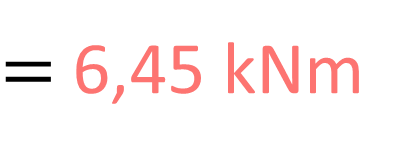 = 6,45 kNm